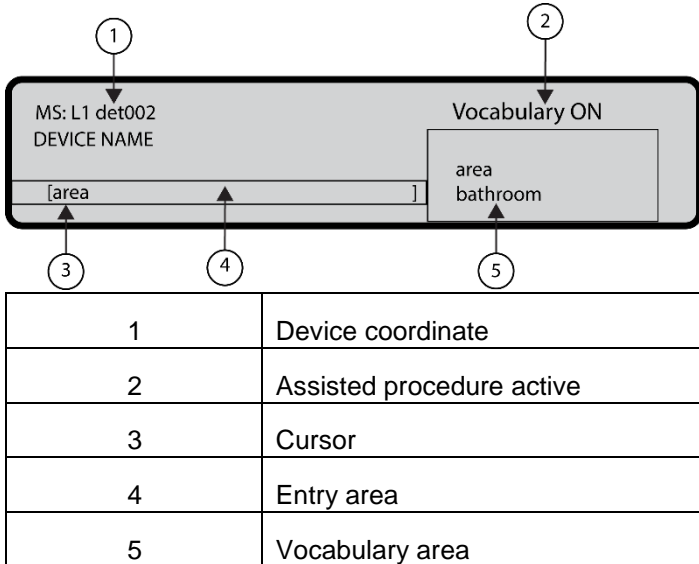 1
2
MS: L1 det002
Vocabulary ON
DEVICE NAME
area
[area ]
bathroom
3
4
5
1 Device coordinate
2 Assisted procedure active
3 Cursor
4 Entry area
5 Vocabulary area